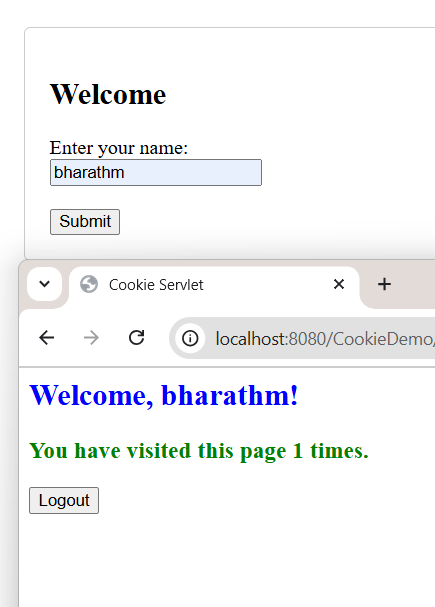 Welcome
Enter your name:
bharathm
Submit
Cookie Servlet
localhost:8080/CookieDemo/
Welcome, bharathm!
You have visited this page 1 times.
Logout